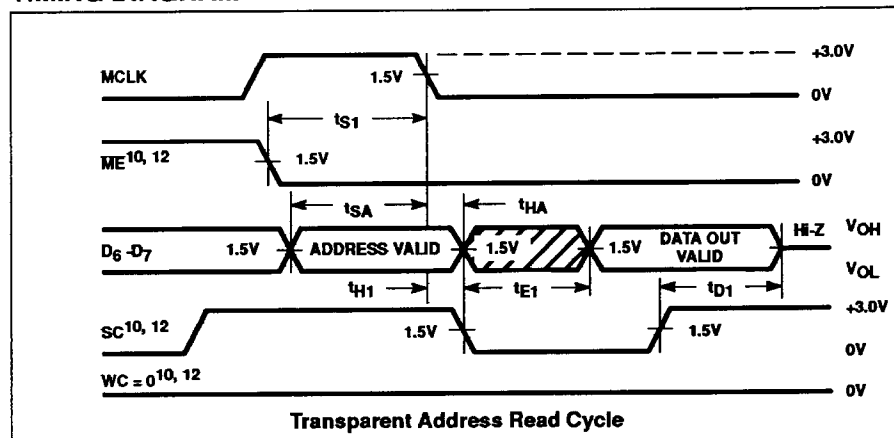 MCLK 1.5V +3.0V
0V
tS1
ME10, 12 1.5V +3.0V
0V
tSA tHA
D6 -D7 1.5V ADDRESS VALID 1.5V 1.5V DATA OUT VALID Hi-Z VOH
VOL
tH1 tE1 tD1
SC10, 12 1.5V 1.5V +3.0V
0V
WC = 010, 12 0V
Transparent Address Read Cycle